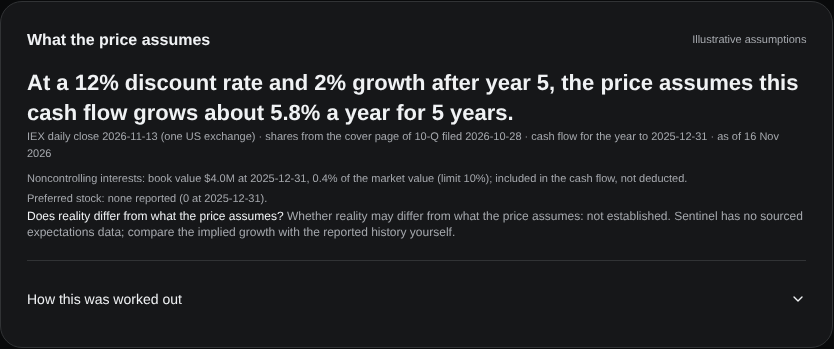 What the price assumes
Illustrative assumptions
At a 12% discount rate and 2% growth after year 5, the price assumes this
cash flow grows about 5.8% a year for 5 years.
IEX daily close 2026-11-13 (one US exchange) · shares from the cover page of 10-Q filed 2026-10-28 · cash flow for the year to 2025-12-31 · as of 16 Nov
2026
Noncontrolling interests: book value $4.0M at 2025-12-31, 0.4% of the market value (limit 10%); included in the cash flow, not deducted.
Preferred stock: none reported (0 at 2025-12-31).
Does reality differ from what the price assumes? Whether reality may differ from what the price assumes: not established. Sentinel has no sourced
expectations data; compare the implied growth with the reported history yourself.
How this was worked out